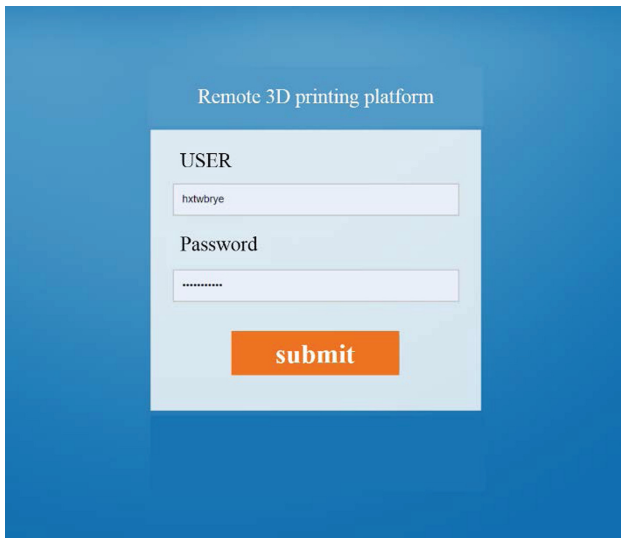 Remote 3D printing platform
USER
hxtwbrye
Password
•••••••••••
submit